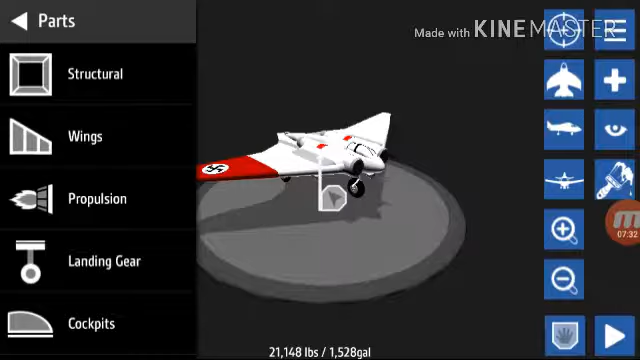 Parts
Made with KINEMASTER
Structural
Wings
Propulsion
07:32
Landing Gear
Cockpits
21,148 lbs / 1,528gal